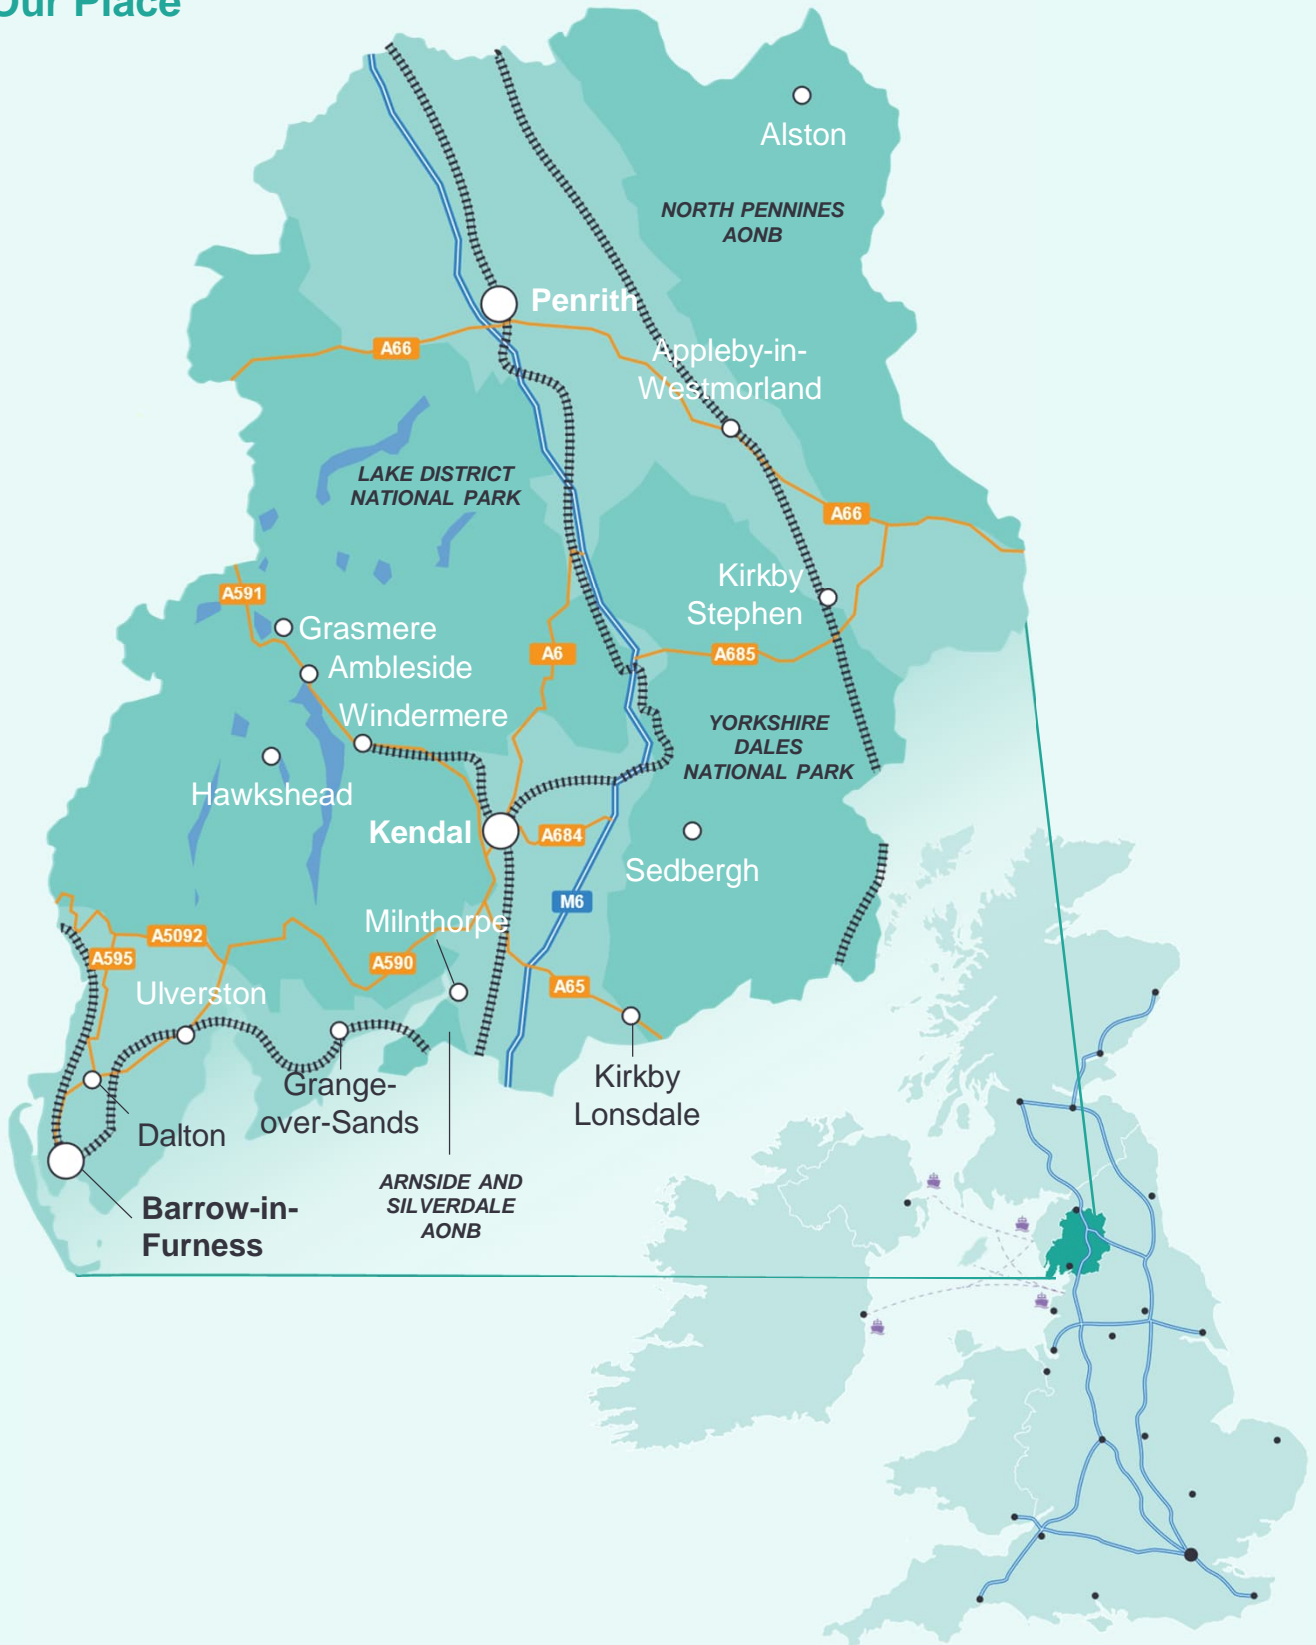 Our Place
Alston
NORTH PENNINES
AONB
Penrith
A66
Appleby-in-
Westmorland
LAKE DISTRICT
NATIONAL PARK
A66
Kirkby
Stephen
A591
Grasmere
A6
A685
Ambleside
Windermere
YORKSHIRE
DALES
NATIONAL PARK
Hawkshead
Kendal
A684
Sedbergh
M6
Milnthorpe
A5092
A595
A590
A65
Ulverston
Grange-
over-Sands
Kirkby
Lonsdale
Dalton
ARNSIDE AND
SILVERDALE
AONB
Barrow-in-
Furness